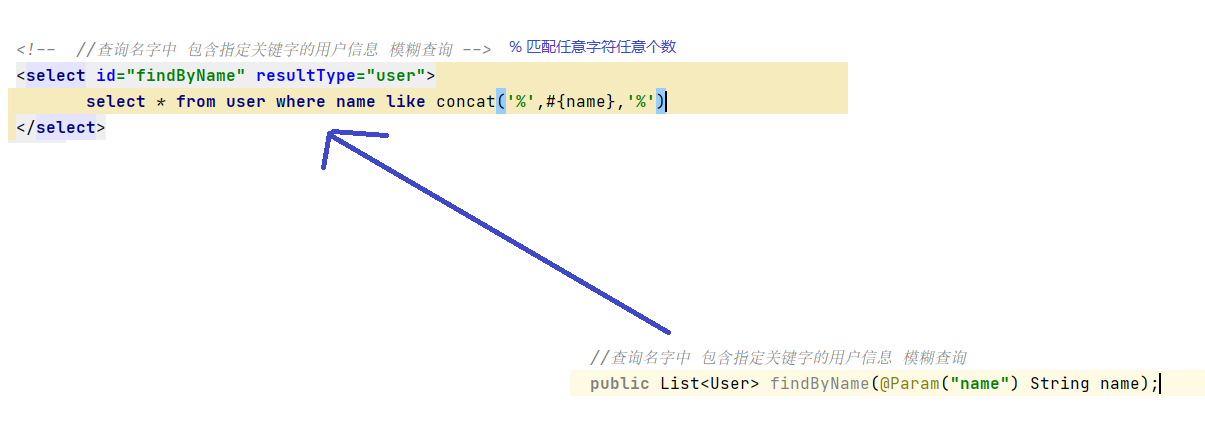 <!--  //查询名字中 包含指定关键字的用户信息 模糊查询 -->  % 匹配任意字符任意个数
<select id="findByName" resultType="user">
select * from user where name like concat('%',#{name},'%')
</select>
//查询名字中 包含指定关键字的用户信息 模糊查询
public List<User> findByName(@Param("name") String name);